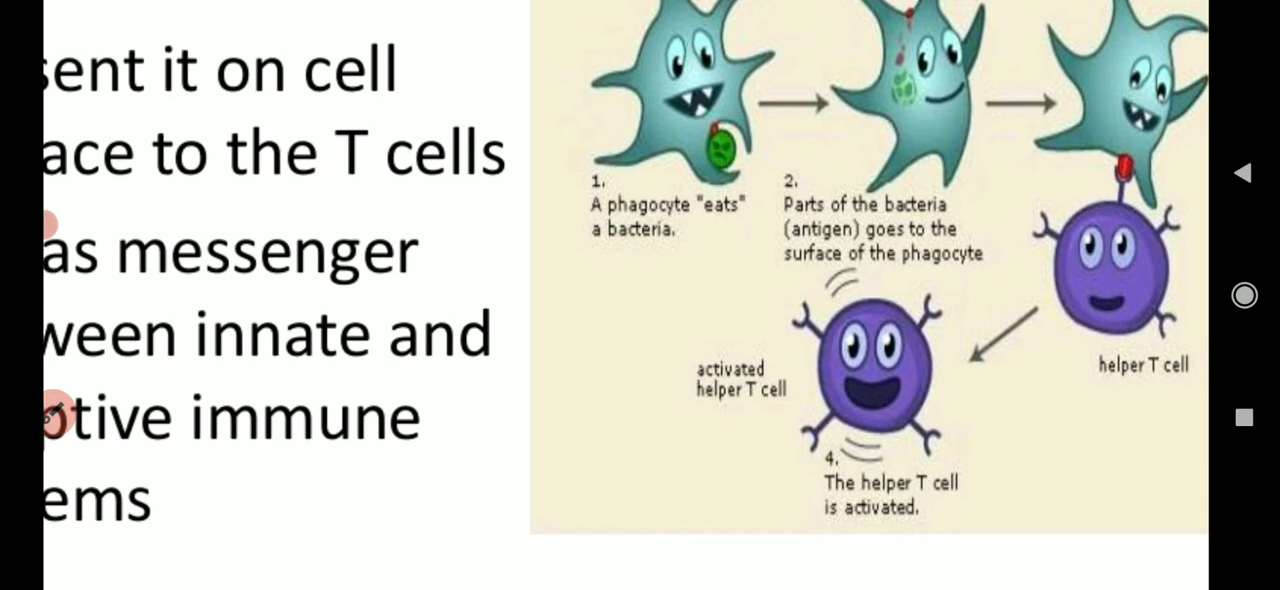 sent it on cell
ace to the T cells
as messenger
ween innate and
ptive immune
ems
1.
A phagocyte "eats"
a bacteria.
2.
Parts of the bacteria
(antigen) goes to the
surface of the phagocyte
helper T cell
activated
helper T cell
4.
The helper T cell
is activated.